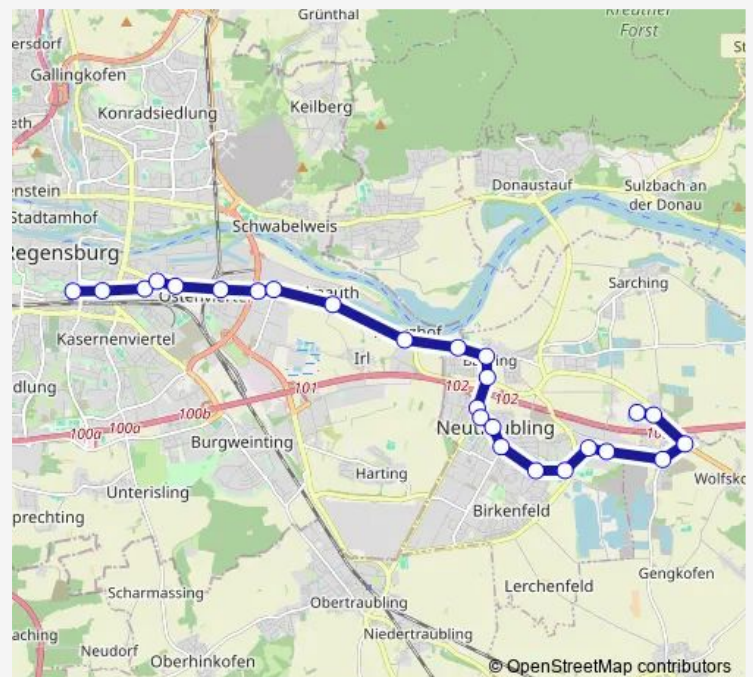 Grünthal
Kreuther
Forst
ersdorf
Gallingkofen
St
Konradsiedlung
Keilberg
eth
enstein
Donaustauf
Sulzbach an
der Donau
Stadtamhof
Schwabelweis
Regensburg
Sarching
Ostenviertel
Kasernenviertel
Irl
dlung
101
102
102
100b
100a
100a
Burgweinting
Neutraubling
Harting
Wolfsko
Unterisling
prechting
Birkenfeld
Gengkofen
Scharmassing
Lerchenfeld
Obertraubling
aching
Niedertraubling
Neudorf
Oberhinkofen
© OpenStreetMap contributors